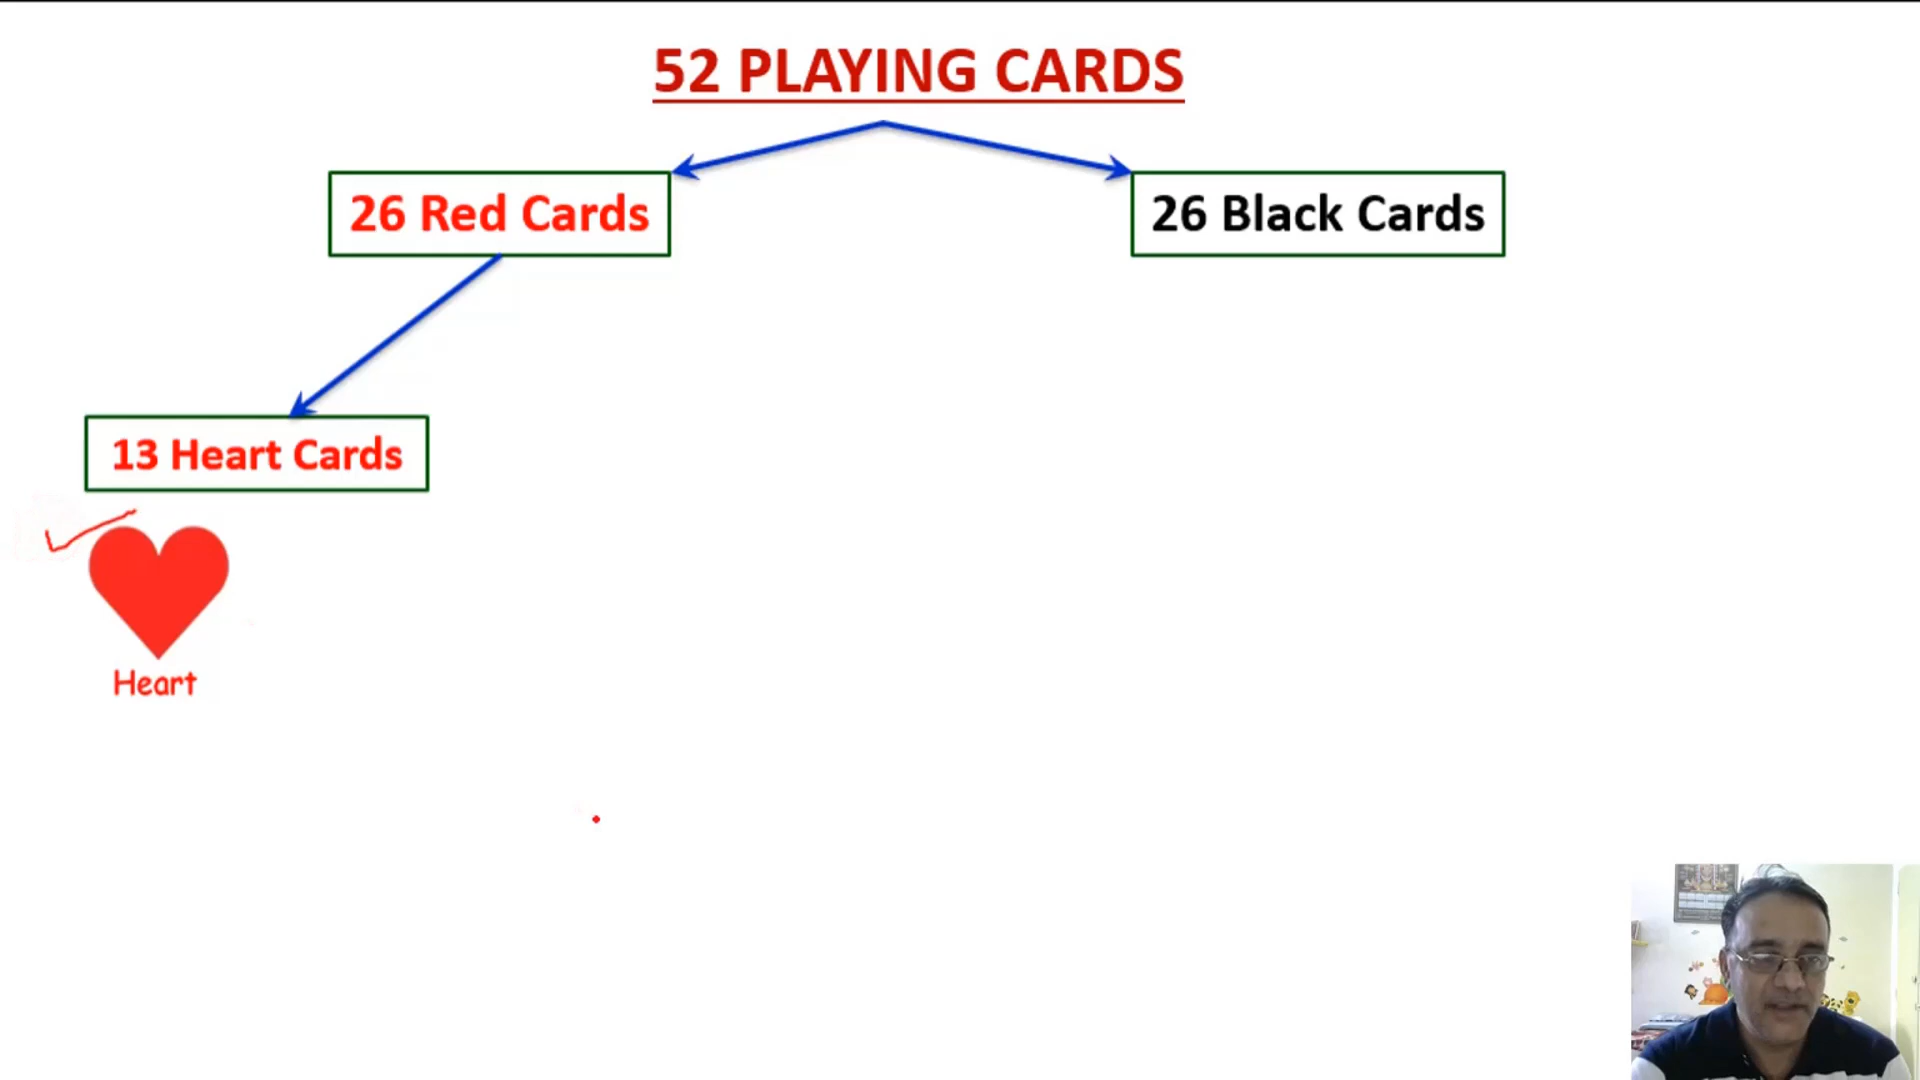 52 PLAYING CARDS
26 Red Cards
26 Black Cards
13 Heart Cards
Heart